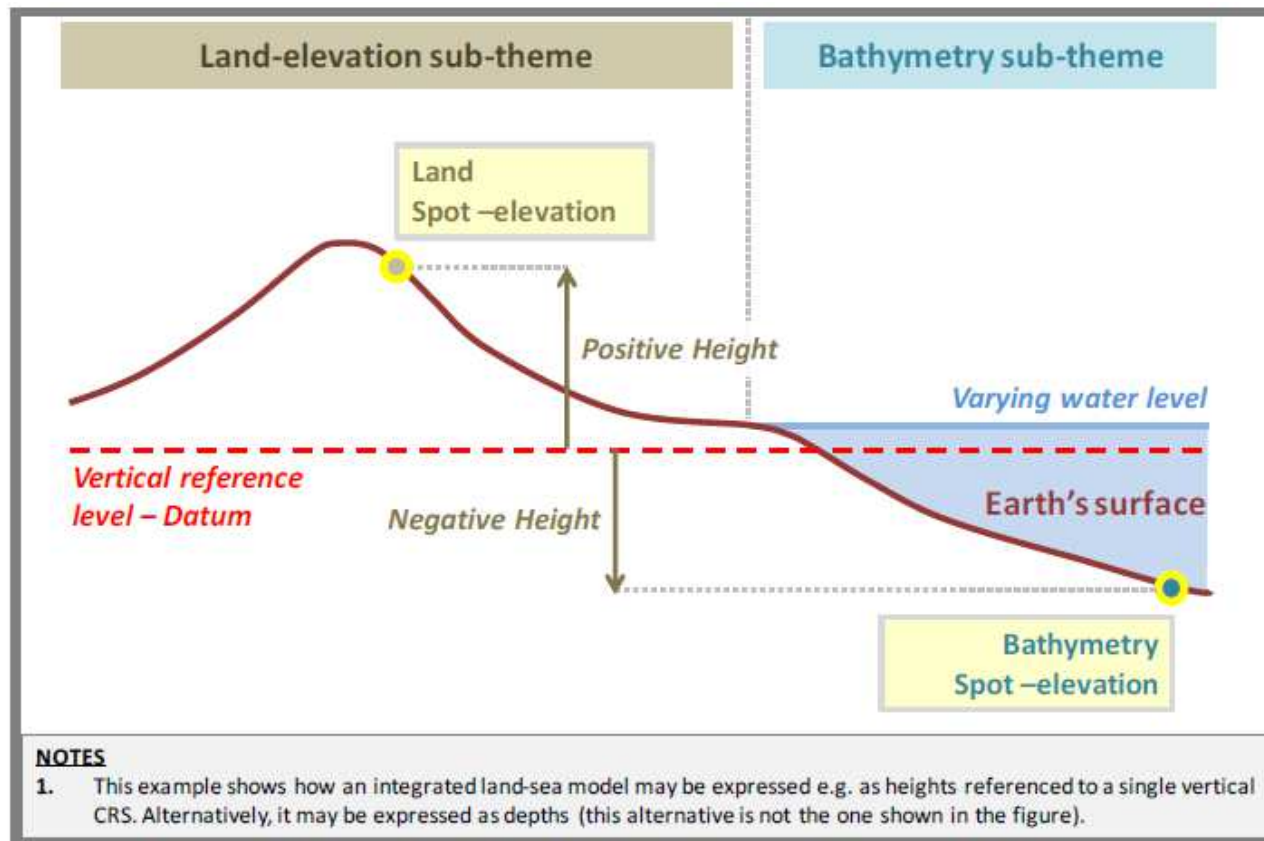 Land-elevation sub-theme
Bathymetry sub-theme
Land
Spot –elevation
Positive Height
Varying water level
Vertical reference
level – Datum
Negative Height
Earth's surface
Bathymetry
Spot –elevation
NOTES
1. This example shows how an integrated land-sea model may be expressed e.g. as heights referenced to a single vertical
CRS. Alternatively, it may be expressed as depths (this alternative is not the one shown in the figure).